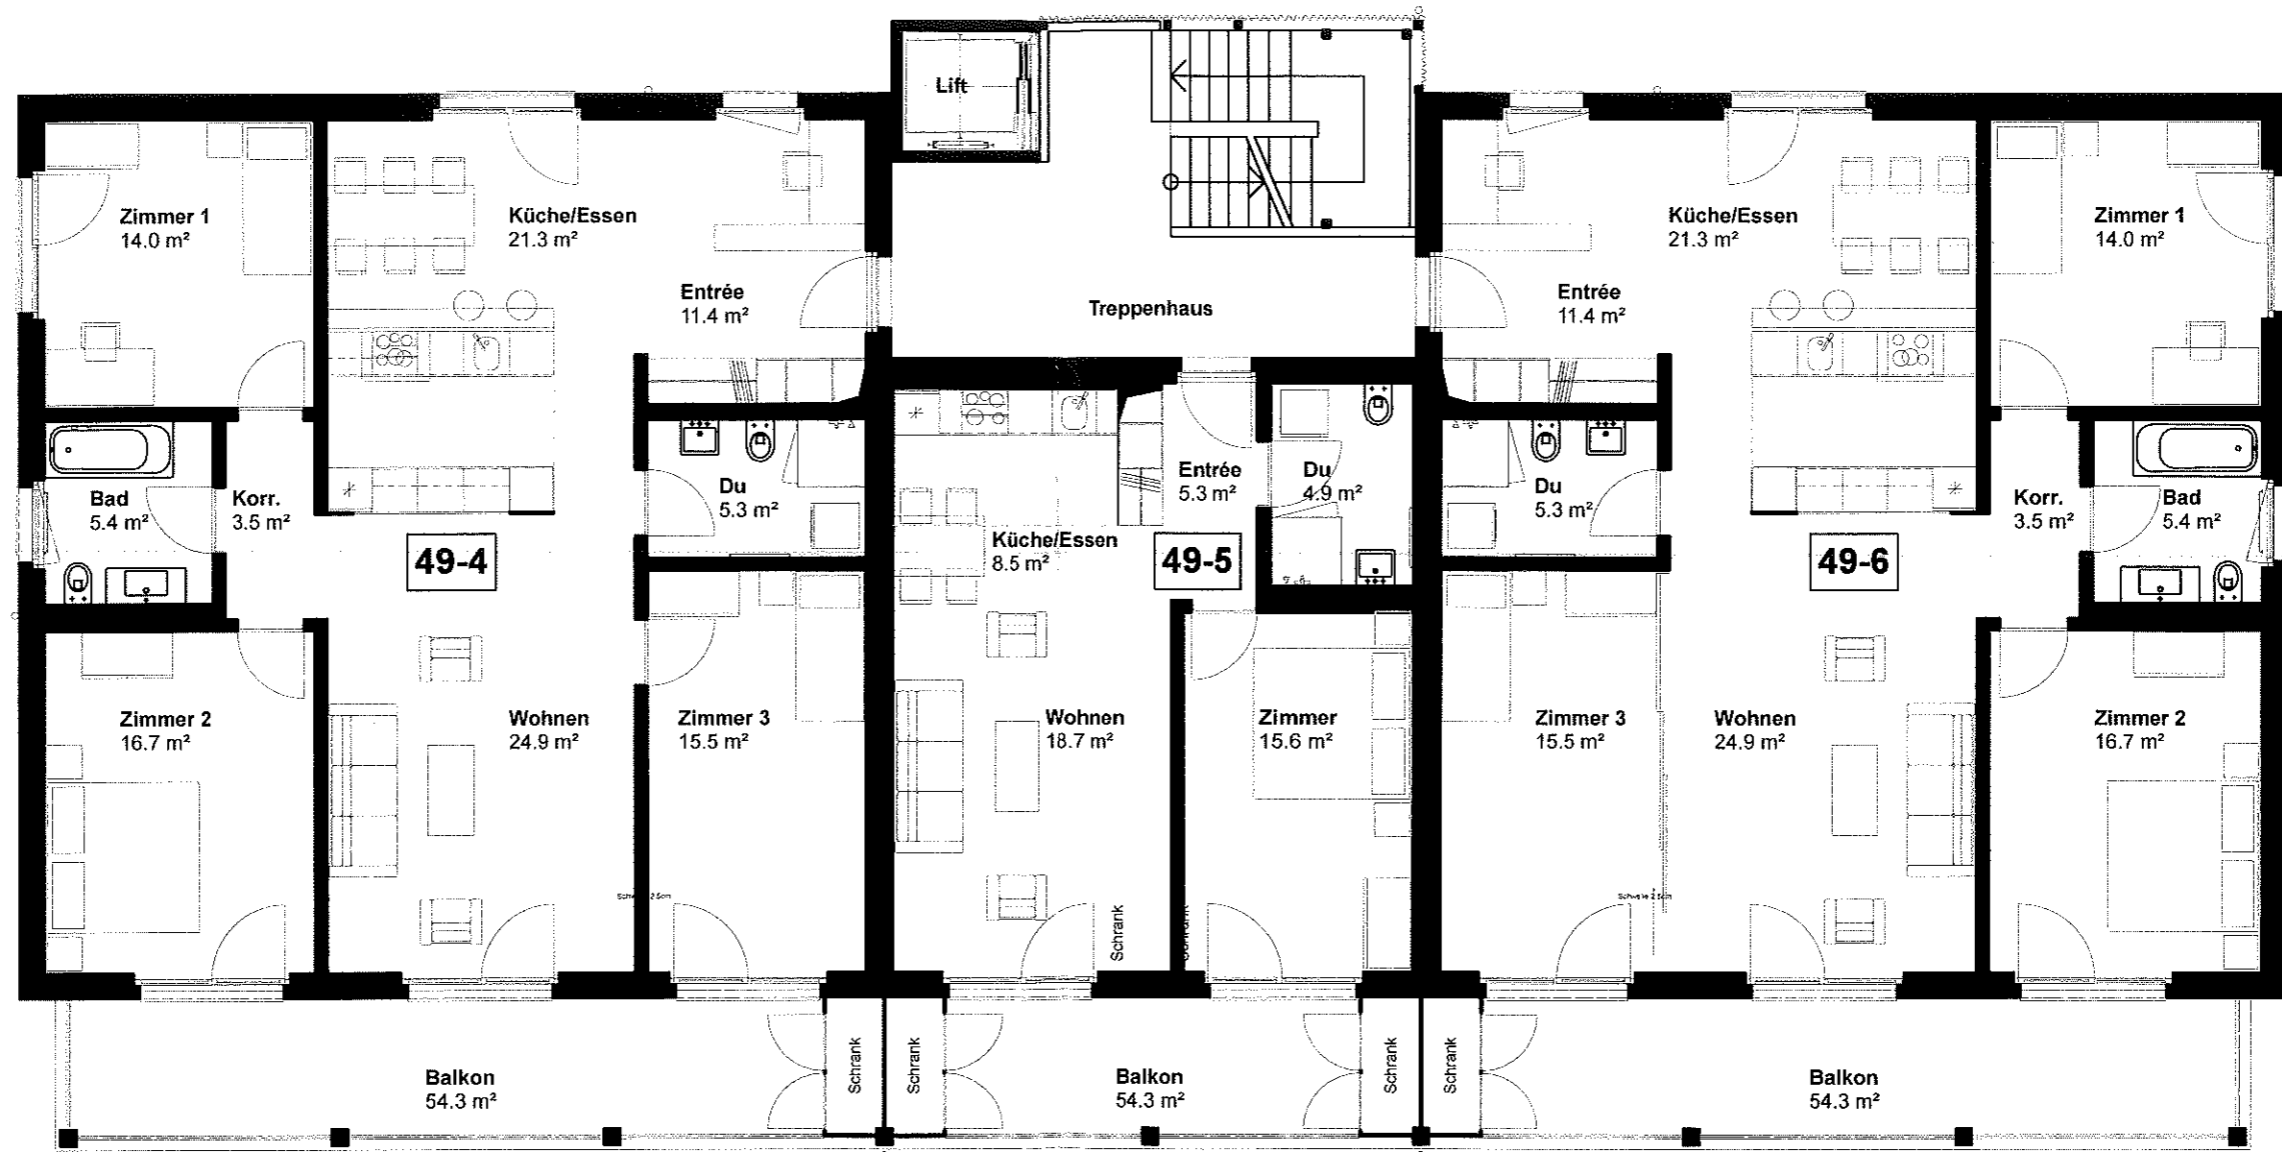 Lift
Zimmer 1
14.0 m²
Küche/Essen
21.3 m²
Entrée
11.4 m²
Treppenhaus
Küche/Essen
21.3 m²
Entrée
11.4 m²
Zimmer 1
14.0 m²
Bad
5.4 m²
Korr.
3.5 m²
49-4
Du
5.3 m²
Entrée
5.3 m²
Du
4.9 m²
Küche/Essen
8.5 m²
49-5
Du
5.3 m²
49-6
Korr.
3.5 m²
Bad
5.4 m²
Zimmer 2
16.7 m²
Wohnen
24.9 m²
Zimmer 3
15.5 m²
Wohnen
18.7 m²
Zimmer
15.6 m²
Zimmer 3
15.5 m²
Wohnen
24.9 m²
Zimmer 2
16.7 m²
Schrank
Schrank
Schwelle 2.5cm
Balkon
54.3 m²
Schrank
Schrank
Balkon
54.3 m²
Schrank
Schrank
Balkon
54.3 m²